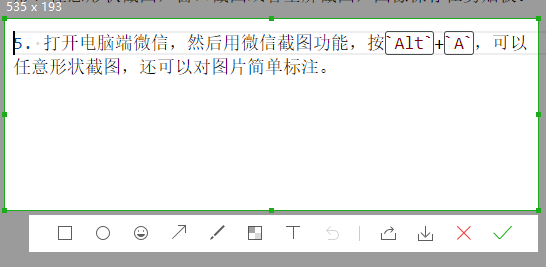 535 x 193
5. 打开电脑端微信，然后用微信截图功能，按`Alt`+`A`，可以
任意形状截图，还可以对图片简单标注。